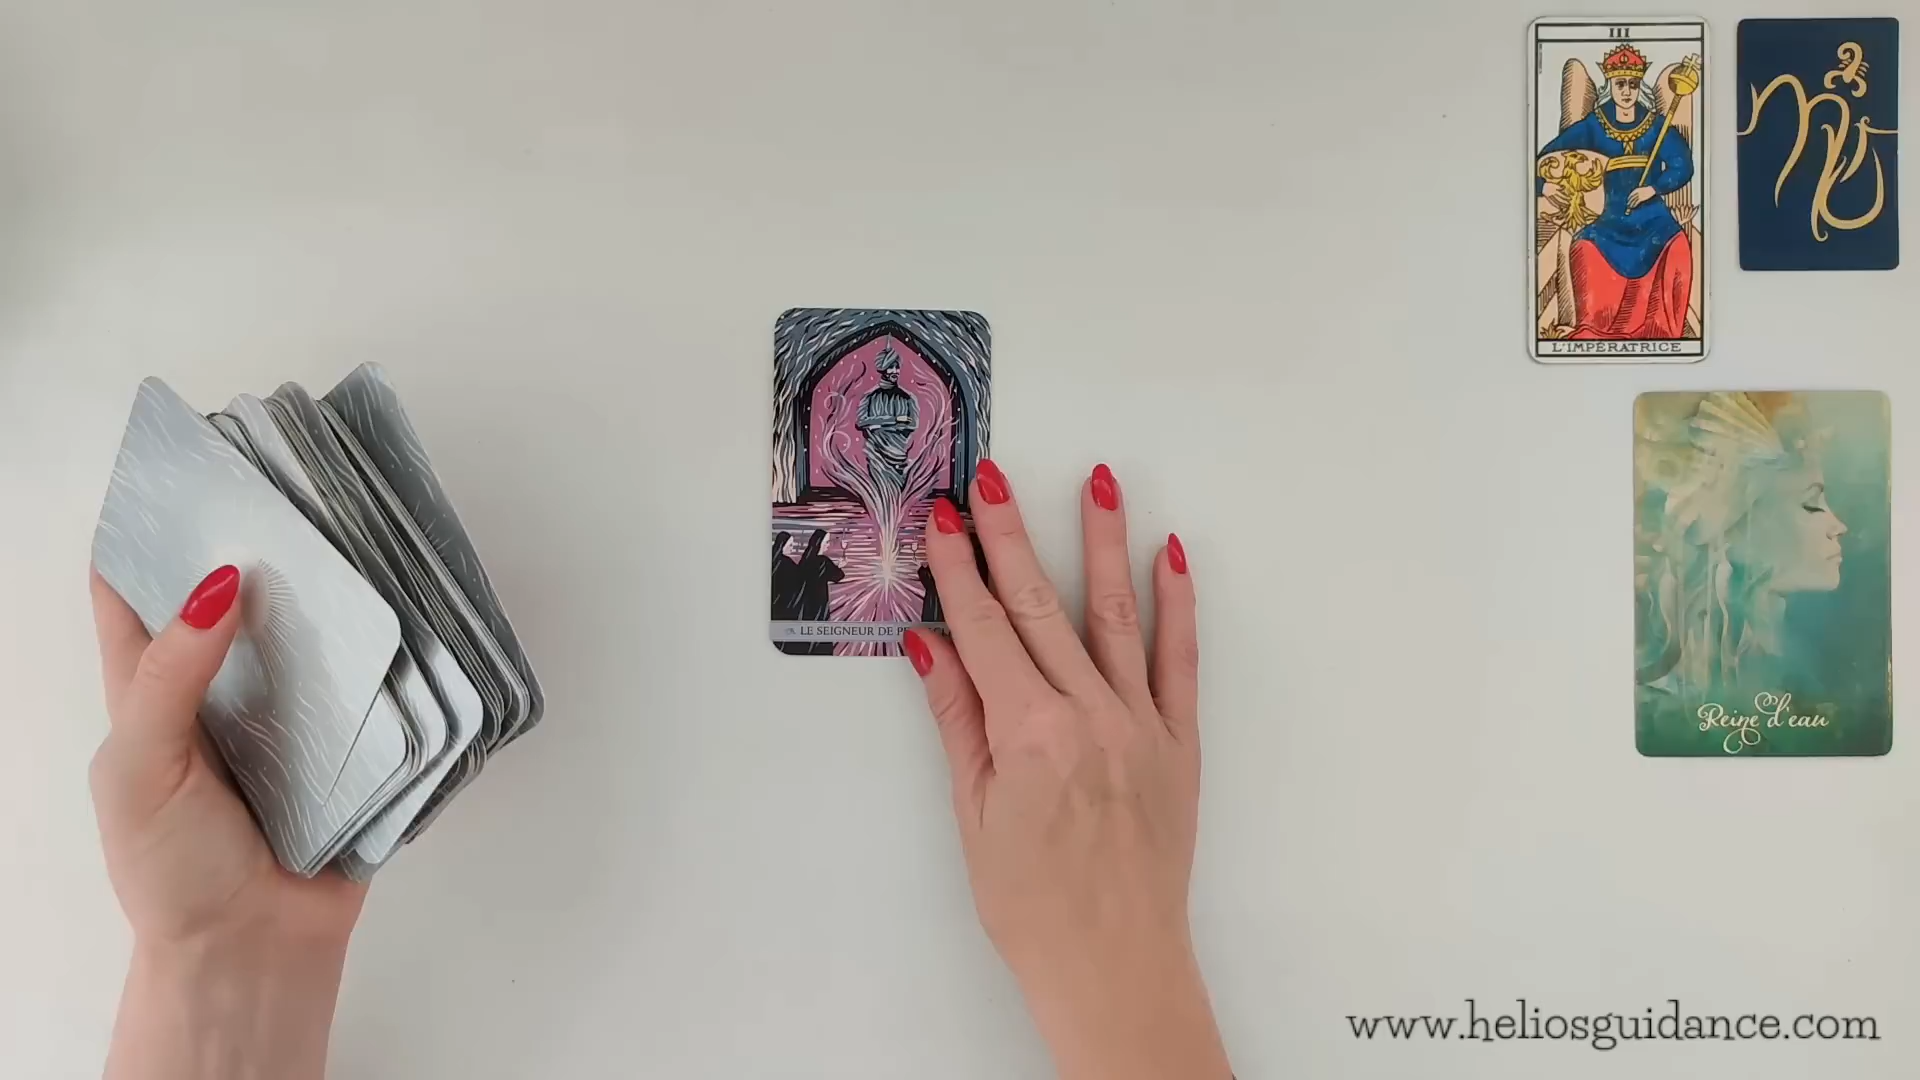 LE SEIGNEUR DE
III
L'IMPÉRATRICE
Reine d'eau
www.heliosguidance.com